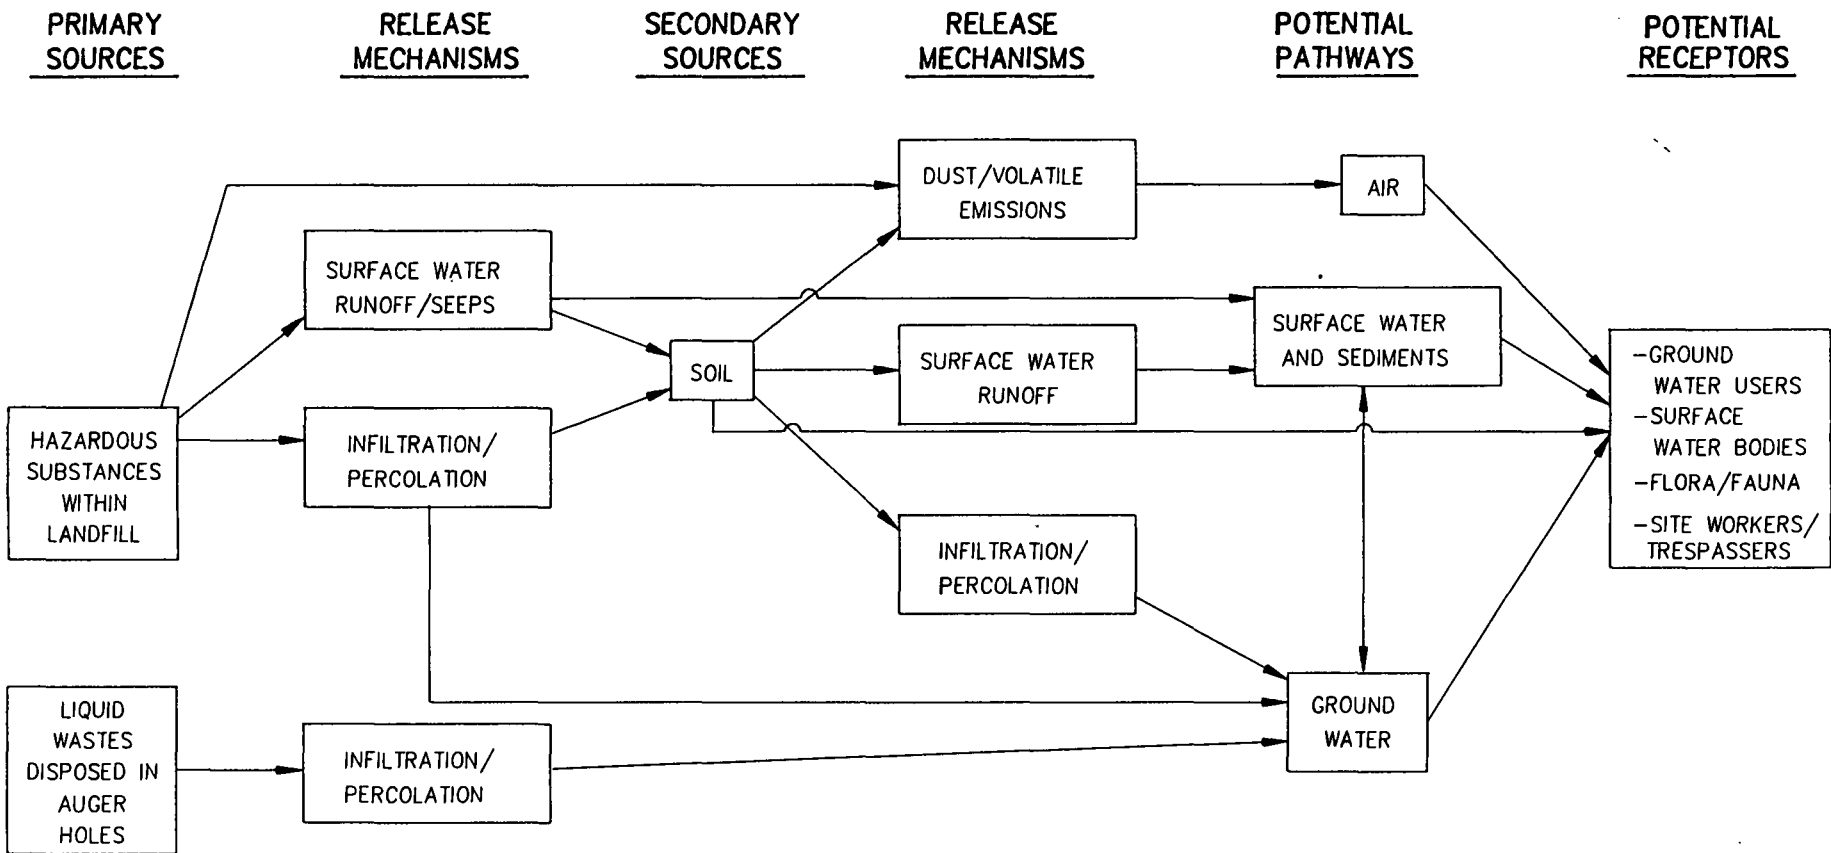 PRIMARY
SOURCES
RELEASE
MECHANISMS
SECONDARY
SOURCES
RELEASE
MECHANISMS
POTENTIAL
PATHWAYS
POTENTIAL
RECEPTORS
HAZARDOUS
SUBSTANCES
WITHIN
LANDFILL
LIQUID
WASTES
DISPOSED IN
AUGER
HOLES
SURFACE WATER
RUNOFF/SEEPS
INFILTRATION/
PERCOLATION
INFILTRATION/
PERCOLATION
SOIL
DUST/VOLATILE
EMISSIONS
SURFACE WATER
RUNOFF
INFILTRATION/
PERCOLATION
AIR
SURFACE WATER
AND SEDIMENTS
GROUND
WATER
-GROUND
WATER USERS
-SURFACE
WATER BODIES
-FLORA/FAUNA
-SITE WORKERS/
TRESPASSERS